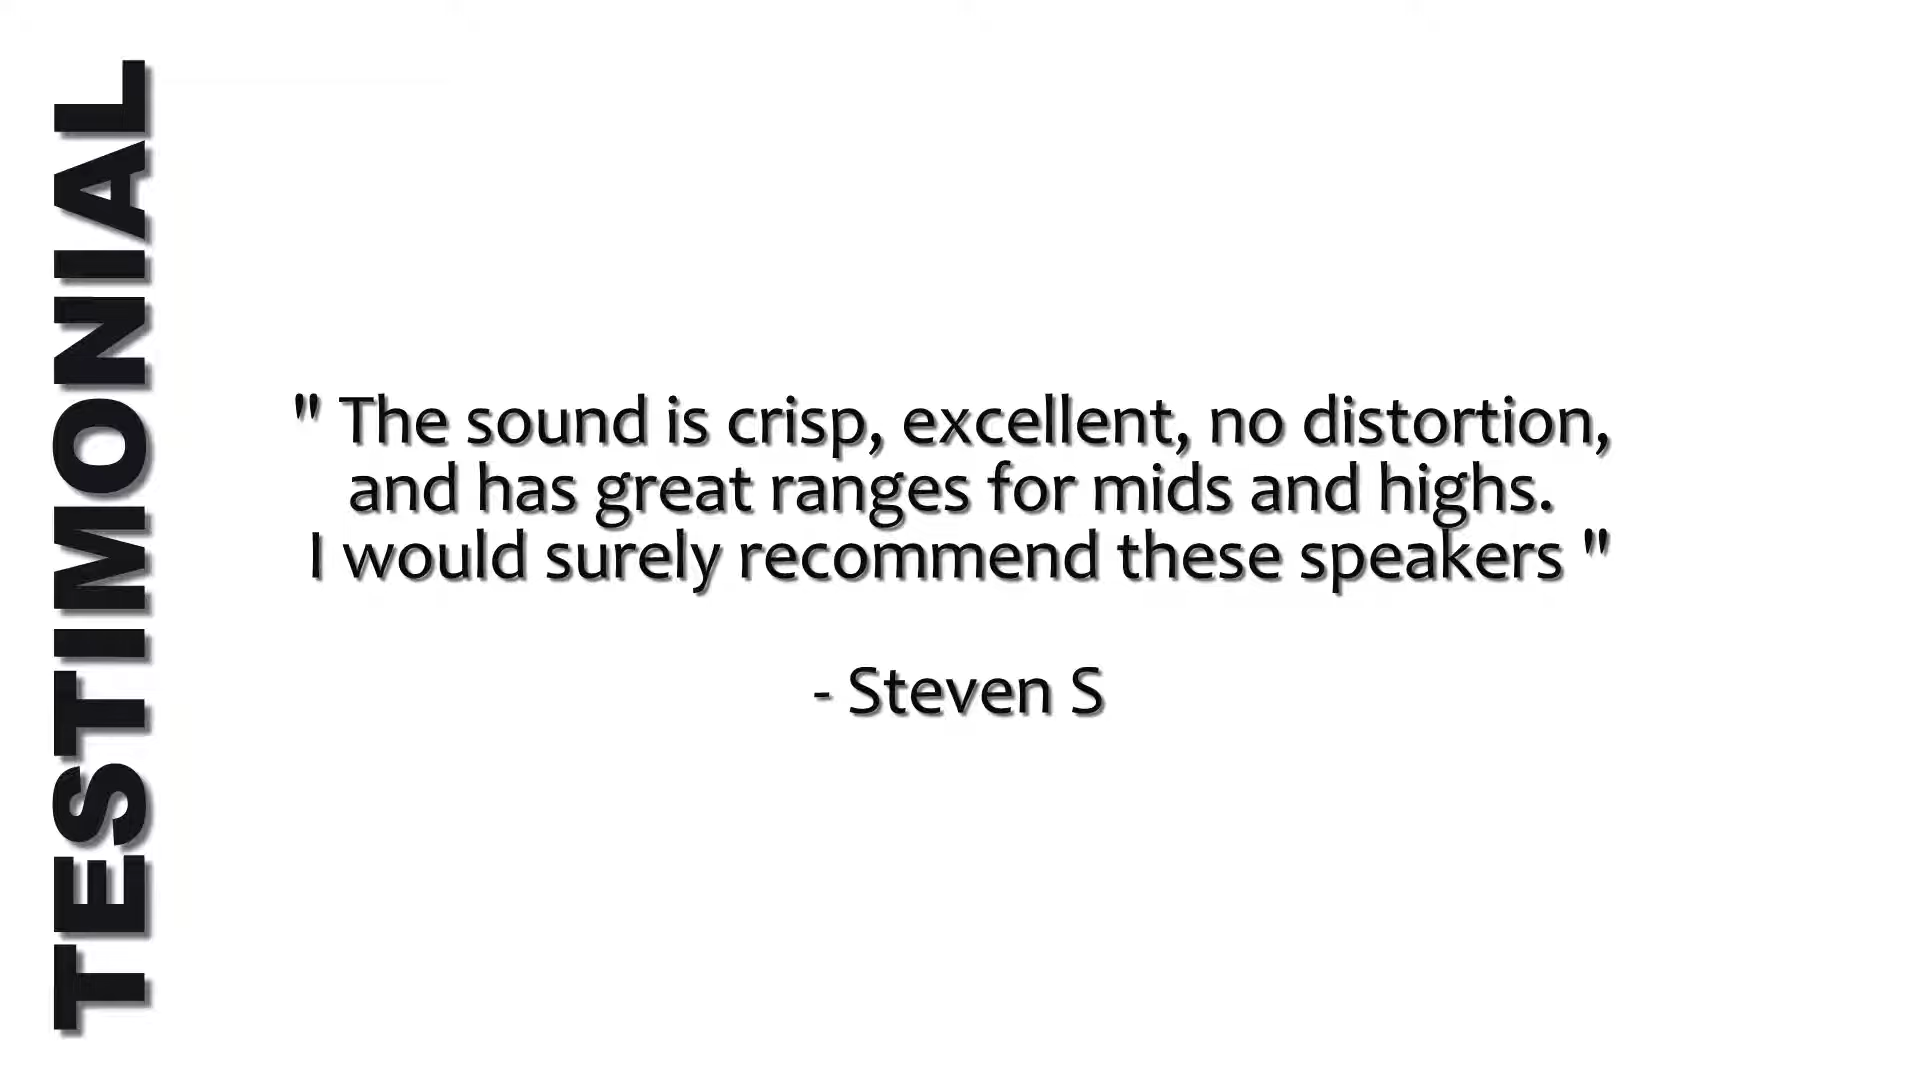 TESTIMONIAL
" The sound is crisp, excellent, no distortion,
and has great ranges for mids and highs.
I would surely recommend these speakers "
- Steven S